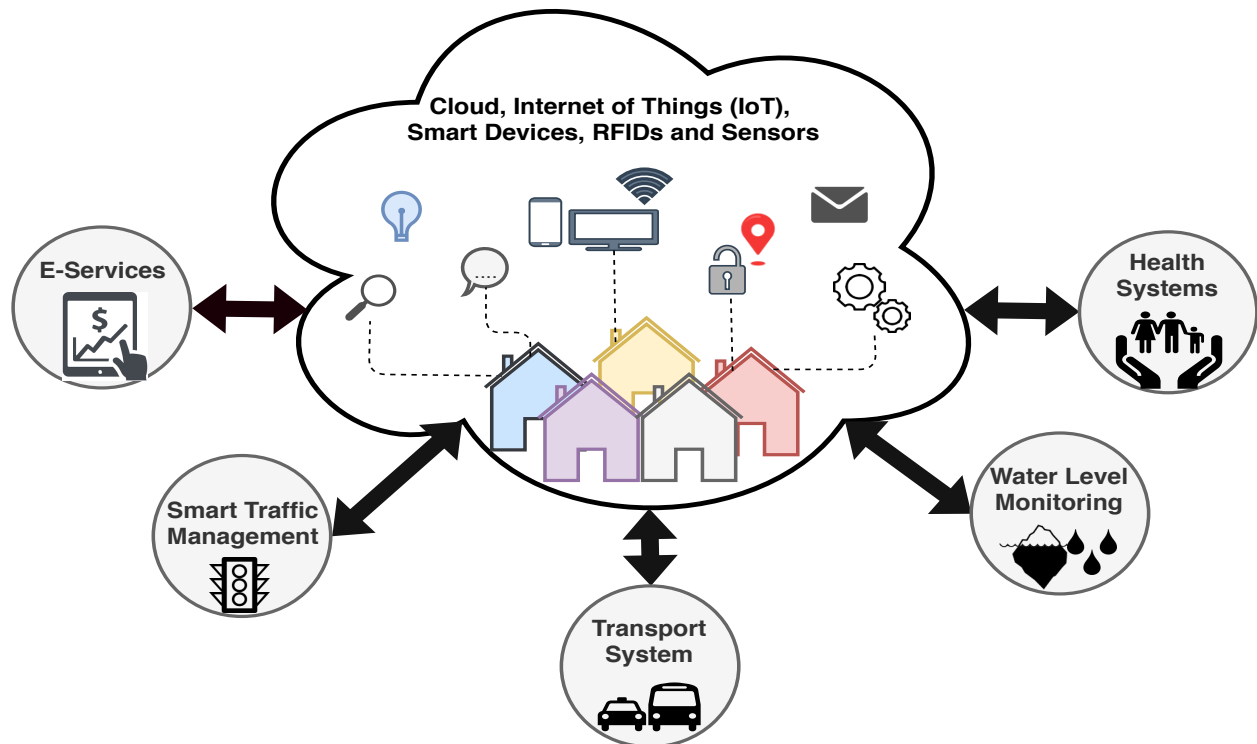 Cloud, Internet of Things (IoT),
Smart Devices, RFIDs and Sensors
....
E-Services
$
Health
Systems
Smart Traffic
Management
Water Level
Monitoring
Transport
System